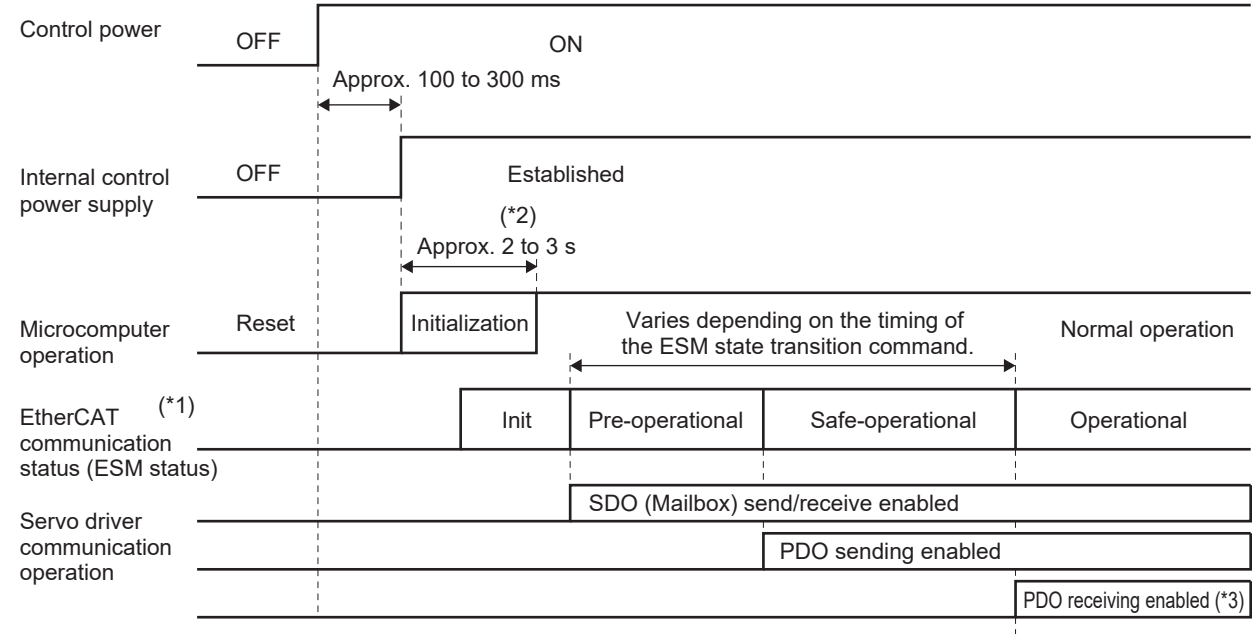 Control power
OFF
ON
Approx. 100 to 300 ms
Internal control
power supply
OFF
Established
(*2)
Approx. 2 to 3 s
Microcomputer
operation
Reset
Initialization
Varies depending on the timing of
the ESM state transition command.
Normal operation
EtherCAT (*1)
communication
status (ESM status)
Init
Pre-operational
Safe-operational
Operational
Servo driver
communication
operation
SDO (Mailbox) send/receive enabled
PDO sending enabled
PDO receiving enabled (*3)